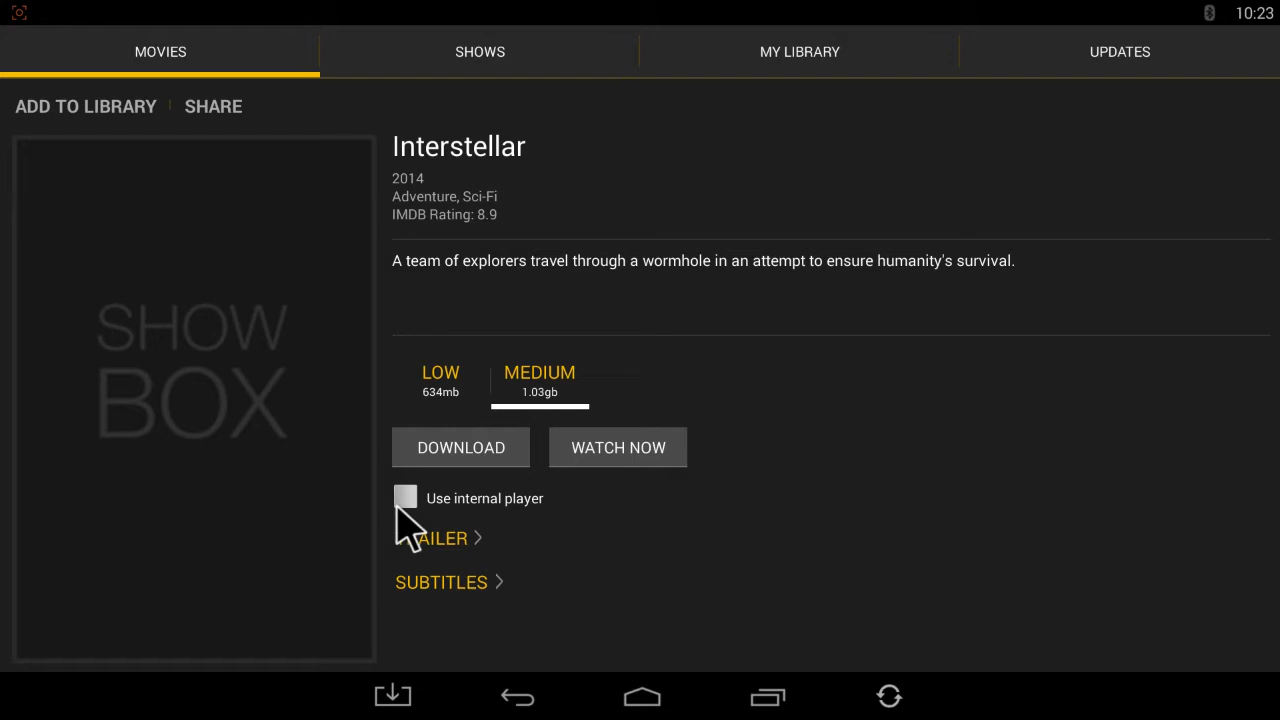 10:23
MOVIES
SHOWS
MY LIBRARY
UPDATES
ADD TO LIBRARY
SHARE
SHOW
BOX
Interstellar
2014
Adventure, Sci-Fi
IMDB Rating: 8.9
A team of explorers travel through a wormhole in an attempt to ensure humanity's survival.
LOW
634mb
MEDIUM
1.03gb
DOWNLOAD
WATCH NOW
Use internal player
SUBTITLES